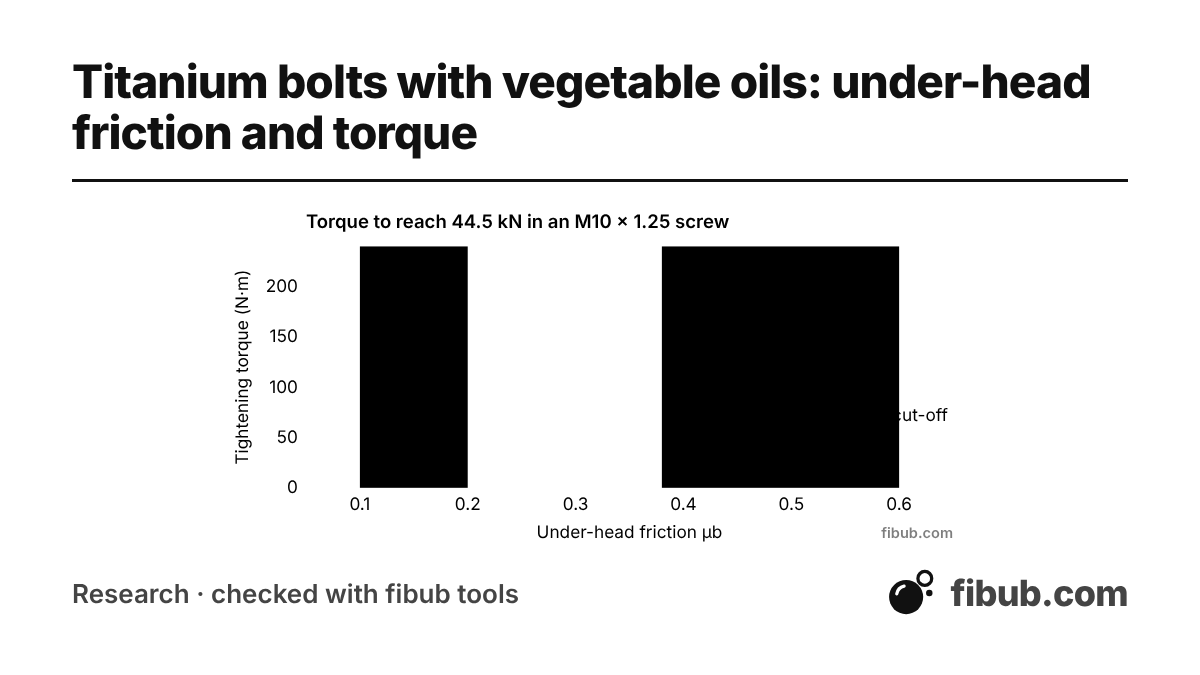 Titanium bolts with vegetable oils: under-head
friction and torque
Torque to reach 44.5 kN in an M10 × 1.25 screw
Tightening torque (N·m)
200
150
100
50
0
cut-off
0.1 0.2 0.3 0.4 0.5 0.6
Under-head friction μb
fibub.com
Research · checked with fibub tools
fibub.com